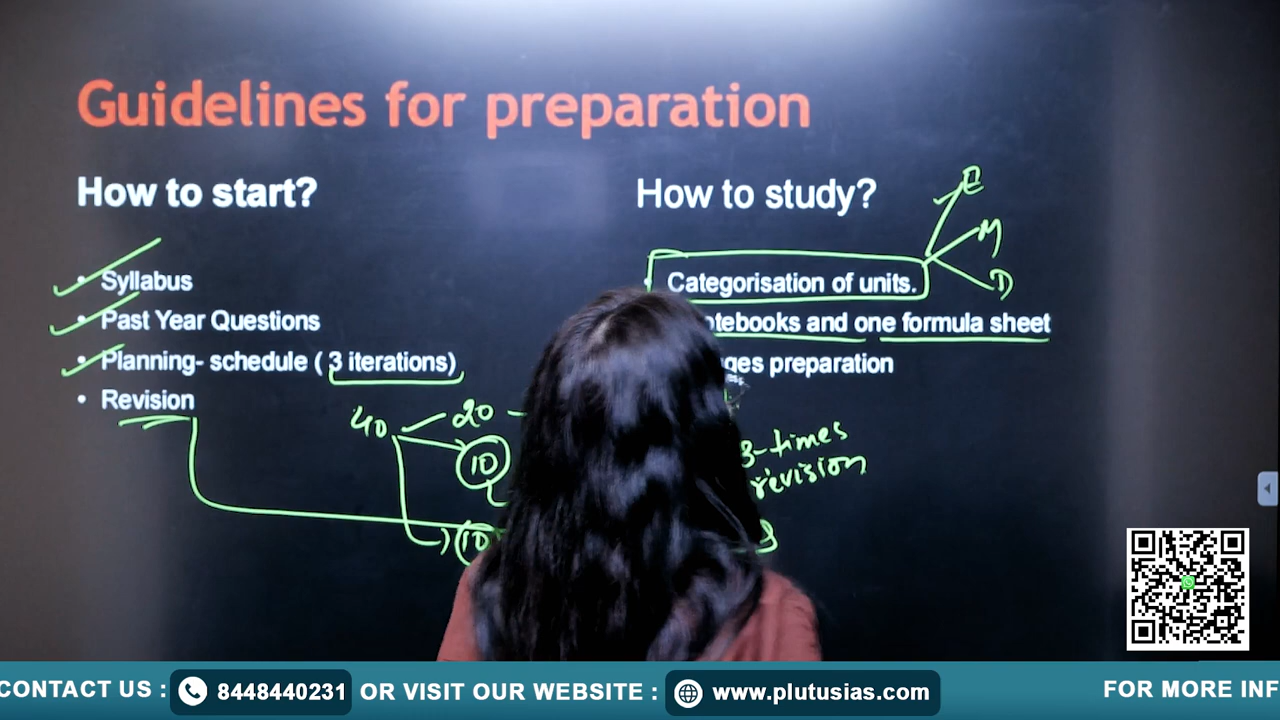 Guidelines for preparation
How to start?
• Syllabus
• Past Year Questions
• Planning- schedule ( 3 iterations)
• Revision
40
20
10
10
How to study?
E
M
D
Categorisation of units.
and one formula sheet
preparation
3-times
revision
CONTACT US : 8448440231 OR VISIT OUR WEBSITE : www.plutusias.com
FOR MORE INF